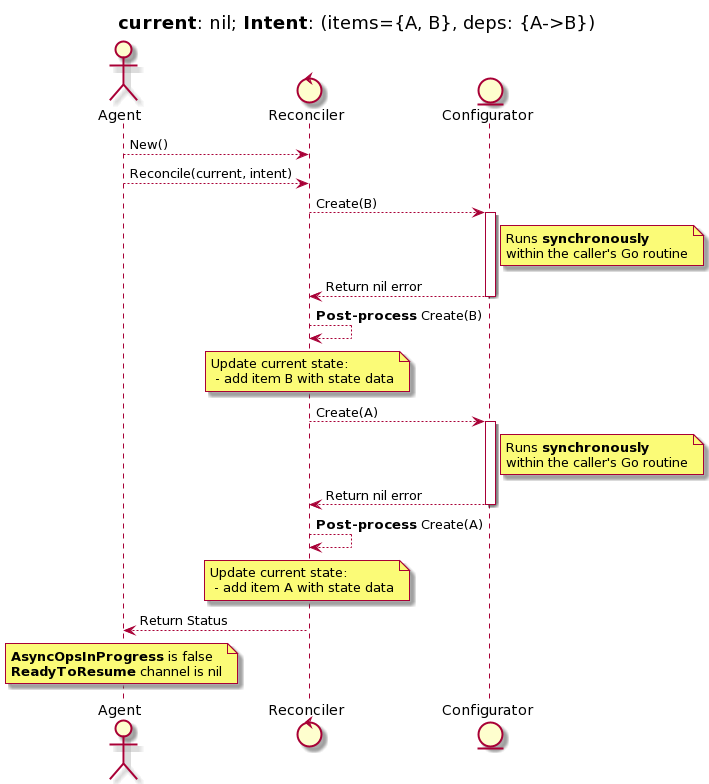 current: nil; Intent: (items={A, B}, deps: {A->B})
Agent
Reconciler
Configurator
New()
Reconcile(current, intent)
Create(B)
Runs synchronously
within the caller's Go routine
Return nil error
Post-process Create(B)
Update current state:
- add item B with state data
Create(A)
Runs synchronously
within the caller's Go routine
Return nil error
Post-process Create(A)
Update current state:
- add item A with state data
Return Status
AsyncOpsInProgress is false
ReadyToResume channel is nil
Agent
Reconciler
Configurator